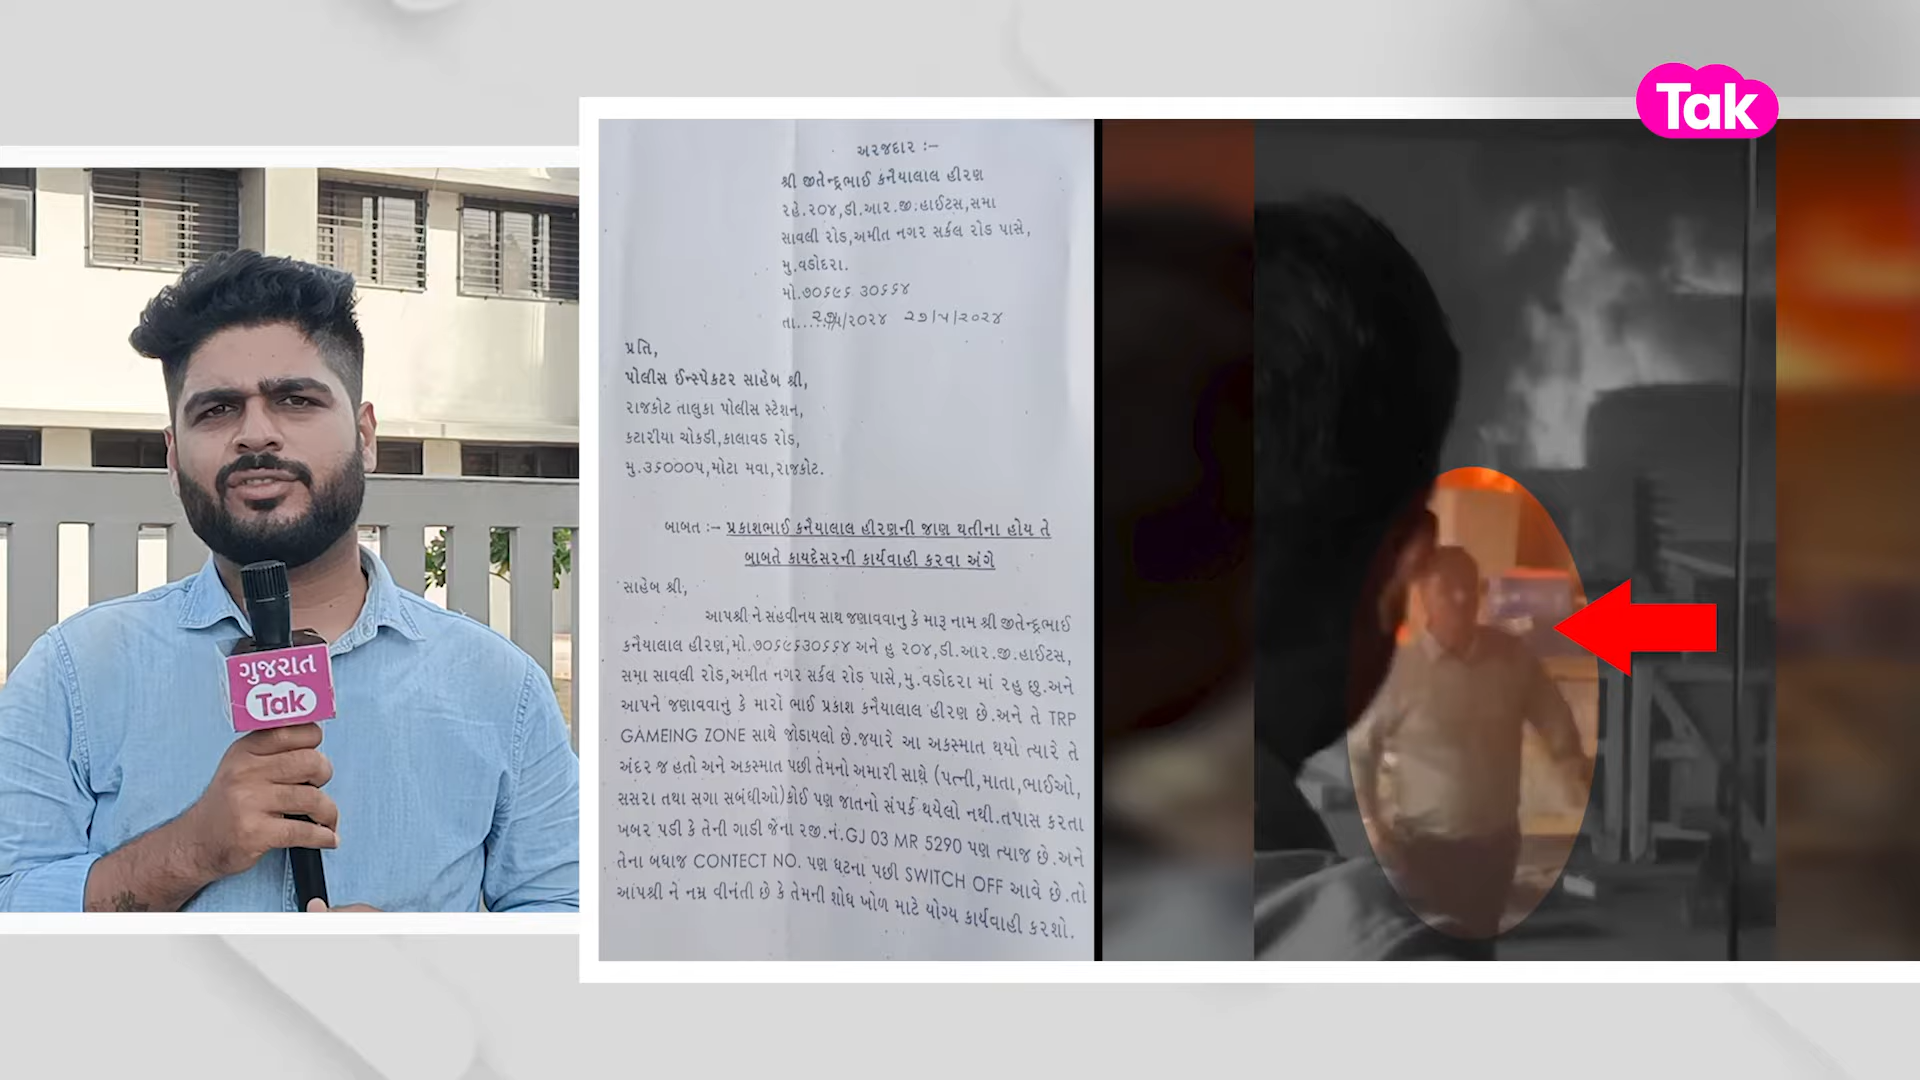 Tak
ગુજરાત
Tak
અરજદાર :-
શ્રી જીતેન્દ્રભાઈ કનૈયાલાલ હીરણ
રહે.૨૦૪,ડી.આર.જી.હાઈટસ,સમા
સાવલી રોડ,અમીત નગર સર્કલ રોડ પાસે,
મુ.વડોદરા.
મો.૭૦૬૯૬ ૩૦૬૬૪
તા...../૨૦૨૪ ૨૭/૫/૨૦૨૪
પ્રતિ,
પોલીસ ઈન્સ્પેકટર સાહેબ શ્રી,
રાજકોટ તાલુકા પોલીસ સ્ટેશન,
કટારીયા ચોકડી,કાલાવડ રોડ,
મુ.૩૬૦૦૦૫,મોટા મવા,રાજકોટ.
બાબત :- પ્રકાશભાઈ કનૈયાલાલ હીરણની જાણ થતીના હોય તે
બાબતે કાયદેસરની કાર્યવાહી કરવા અંગે
સાહેબ શ્રી,
આપશ્રી ને સહવીનય સાથ જણાવવાનુ કે મારૂ નામ શ્રી જીતેન્દ્રભાઈ
કનૈયાલાલ હીરણ,મો.૭૦૬૯૬૩૦૬૬૪ અને હુ ૨૦૪,ડી.આર.જી.હાઈટસ,
સમા સાવલી રોડ,અમીત નગર સર્કલ રોડ પાસે,મુ.વડોદરા માં રહુ છુ.અને
આપને જણાવવાનુ કે મારો ભાઈ પ્રકાશ કનૈયાલાલ હીરણ છે.અને તે TRP
GAMEING ZONE સાથે જોડાયલો છે.જયારે આ અકસ્માત થયો ત્યારે તે
અંદર જ હતો અને અકસ્માત પછી તેમનો અમારી સાથે (પત્ની,માતા,ભાઈઓ,
સસરા તથા સગા સબંધીઓ)કોઈ પણ જાતનો સંપર્ક થયેલો નથી.તપાસ કરતા
ખબર પડી કે તેની ગાડી જેના રજી.નં.GJ 03 MR 5290 પણ ત્યાજ છે.અને
તેના બધાજ CONTECT NO. પણ ઘટના પછી SWITCH OFF આવે છે.તો
આપશ્રી ને નમ્ર વીનંતી છે કે તેમની શોધ ખોળ માટે યોગ્ય કાર્યવાહી કરશો.